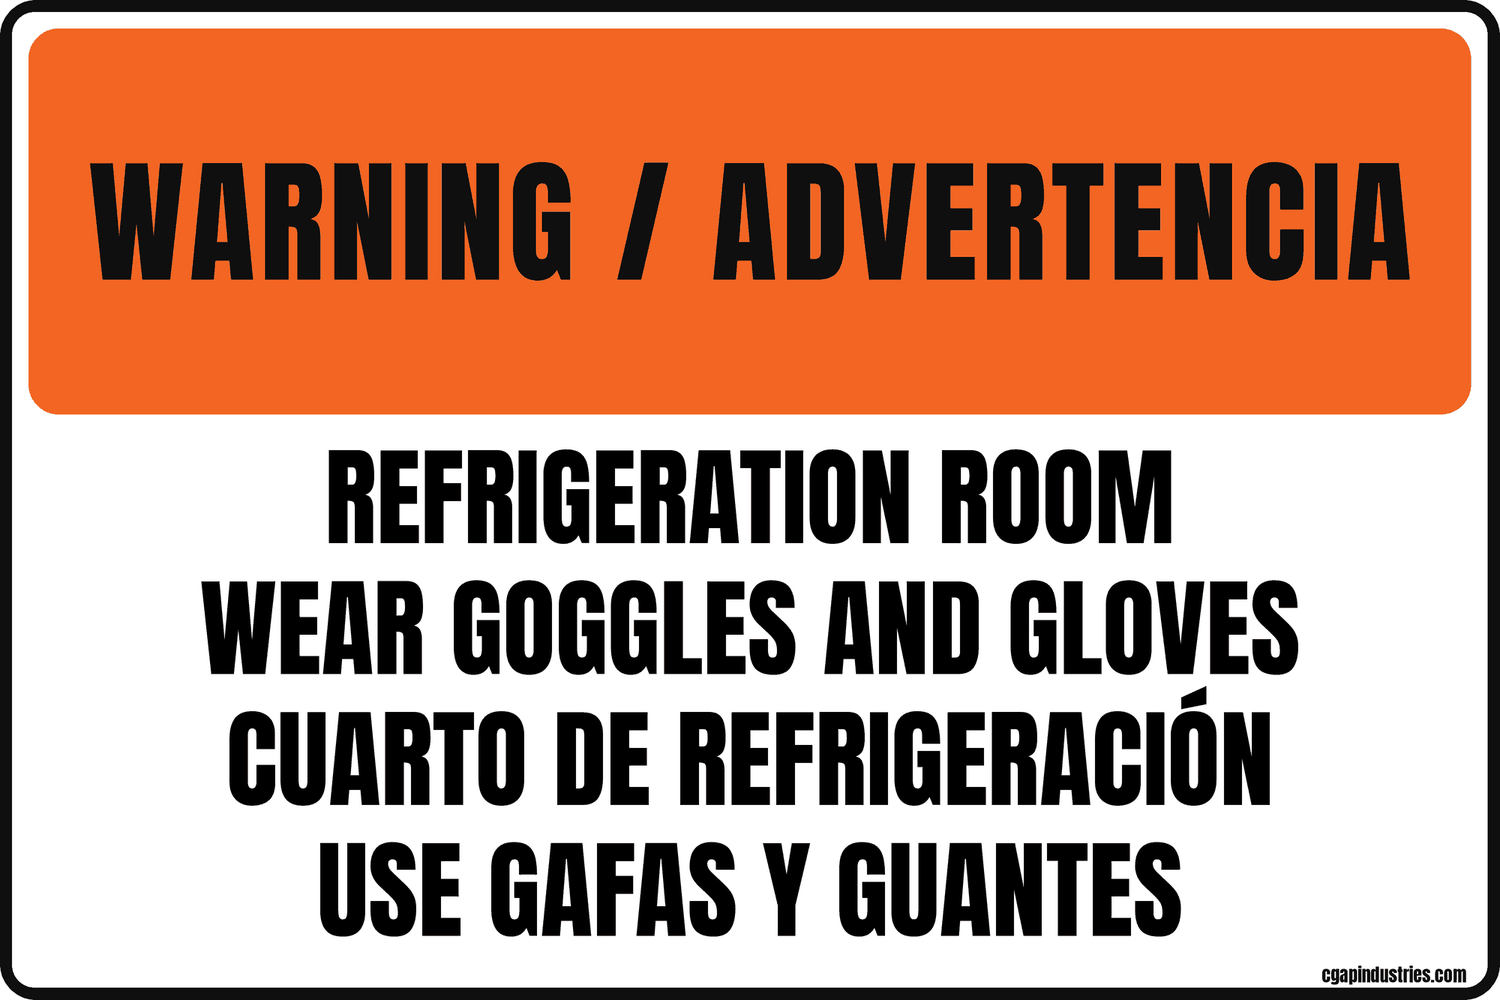 WARNING / ADVERTENCIA
REFRIGERATION ROOM
WEAR GOGGLES AND GLOVES
CUARTO DE REFRIGERACIÓN
USE GAFAS Y GUANTES
cgapindustries.com